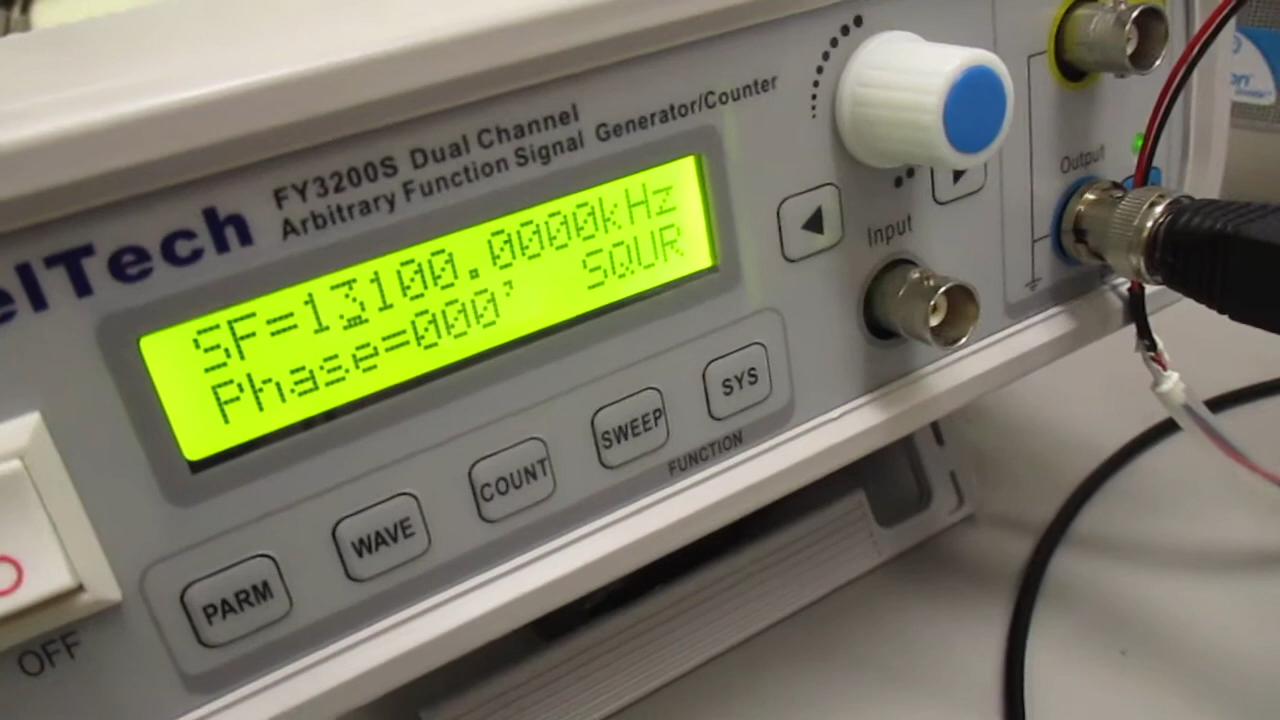 elTech
FY3200S Dual Channel
Arbitrary Function Signal Generator/Counter
SF=13100.0000kHz
Phase=000' SQUR
Output
Input
PARM
WAVE
COUNT
SWEEP
SYS
FUNCTION
OFF